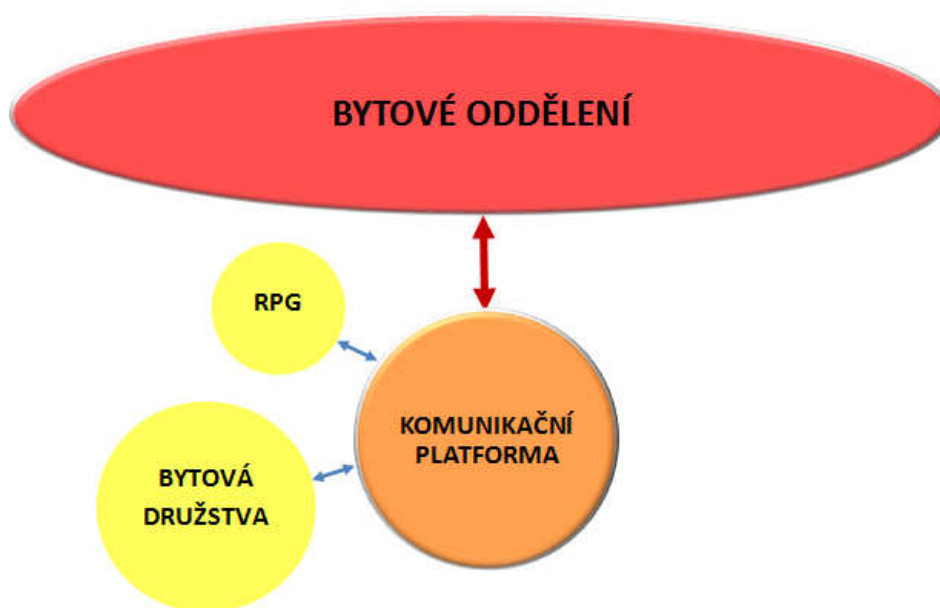 BYTOVÉ ODDĚLENÍ
RPG
KOMUNIKAČNÍ
PLATFORMA
BYTOVÁ
DRUŽSTVA